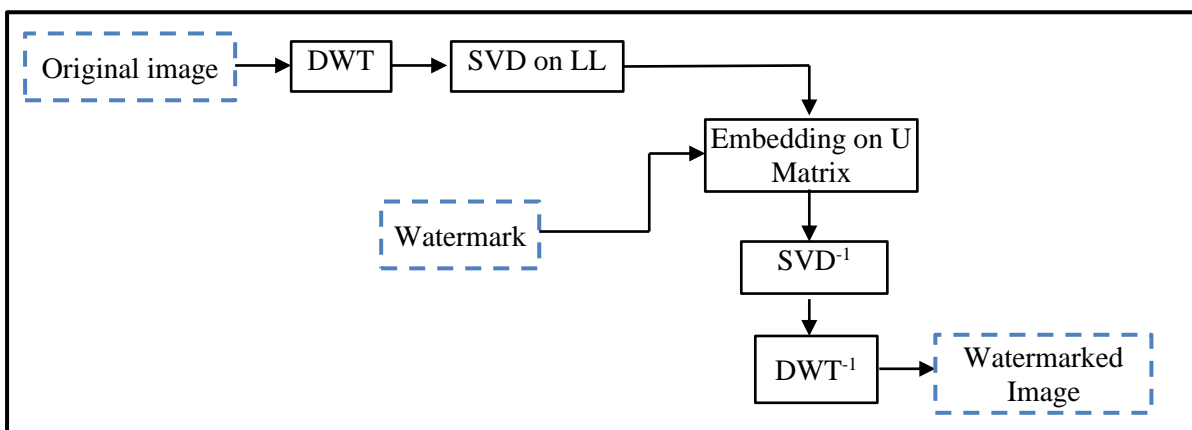 Original image
DWT
SVD on LL
Embedding on U
Matrix
Watermark
SVD⁻¹
DWT⁻¹
Watermarked
Image